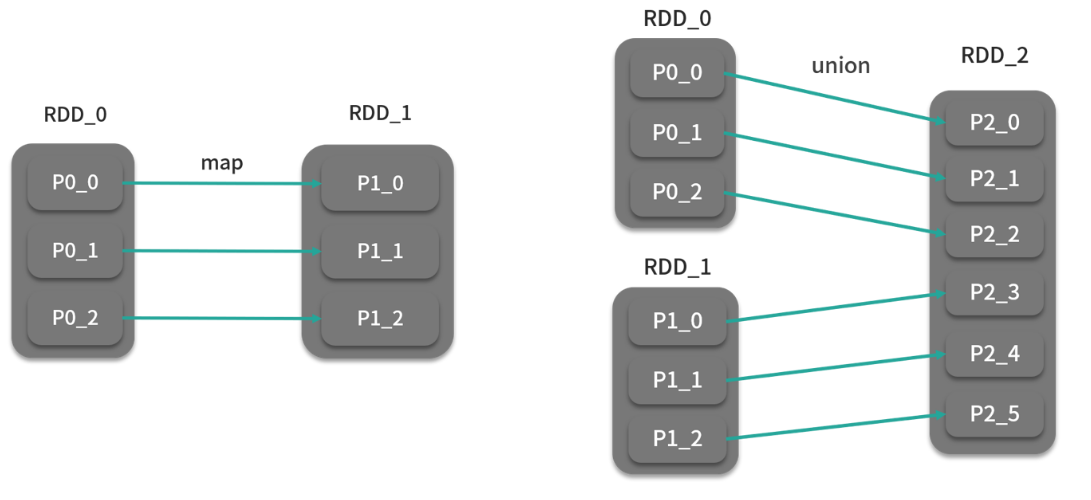 RDD_0
P0_0
P0_1
P0_2
map
RDD_1
P1_0
P1_1
P1_2
RDD_0
P0_0
P0_1
P0_2
RDD_1
P1_0
P1_1
P1_2
union
RDD_2
P2_0
P2_1
P2_2
P2_3
P2_4
P2_5